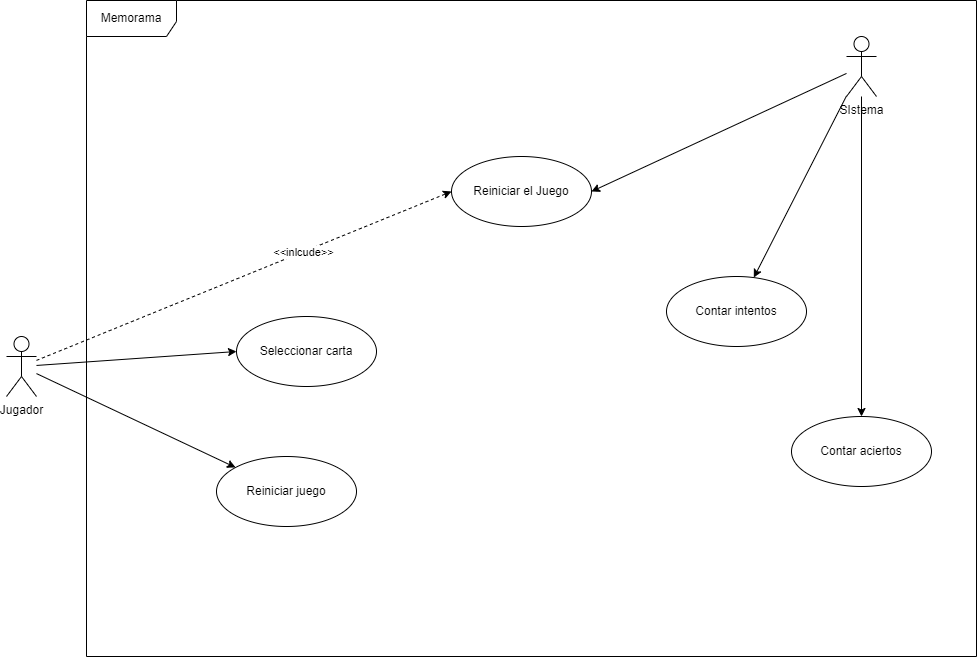 Memorama
SIstema
Reiniciar el Juego
<<inlcude>>
Contar intentos
Seleccionar carta
Jugador
Contar aciertos
Reiniciar juego